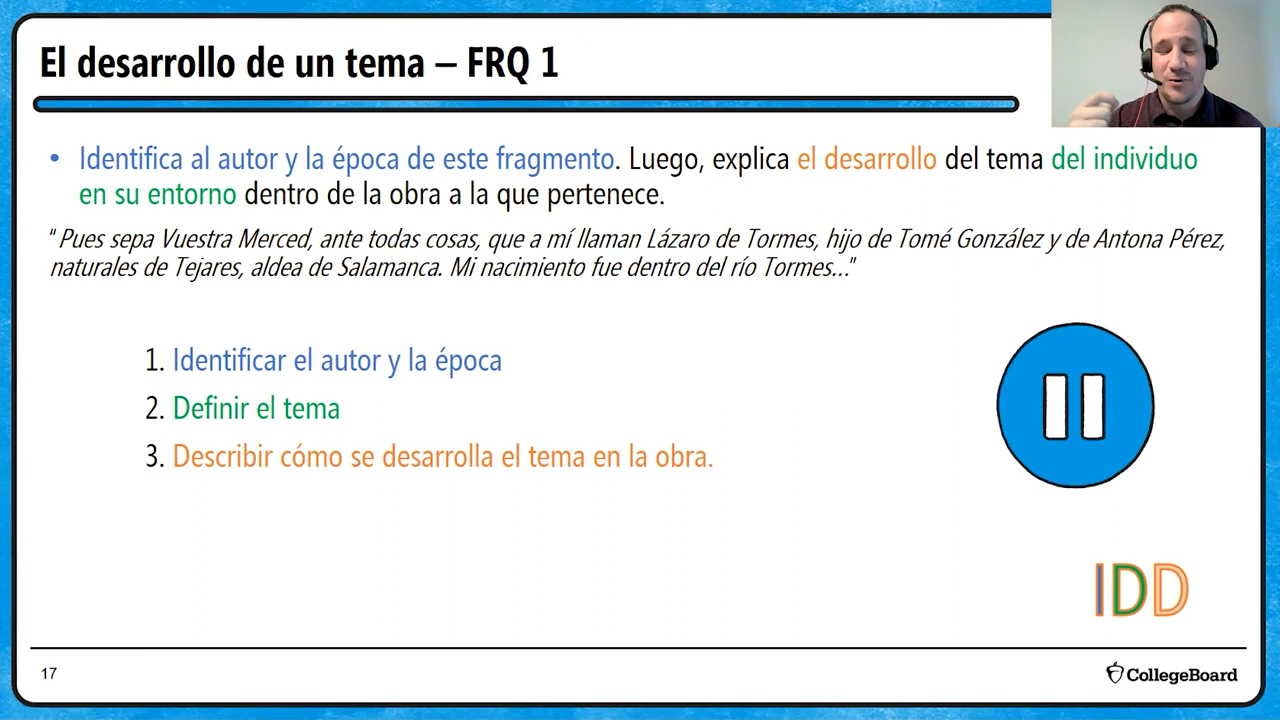 El desarrollo de un tema – FRQ 1
• Identifica al autor y la época de este fragmento. Luego, explica el desarrollo del tema del individuo
en su entorno dentro de la obra a la que pertenece.
"Pues sepa Vuestra Merced, ante todas cosas, que a mí llaman Lázaro de Tormes, hijo de Tomé González y de Antona Pérez,
naturales de Tejares, aldea de Salamanca. Mi nacimiento fue dentro del río Tormes..."
1. Identificar el autor y la época
2. Definir el tema
3. Describir cómo se desarrolla el tema en la obra.
IDD
17
CollegeBoard